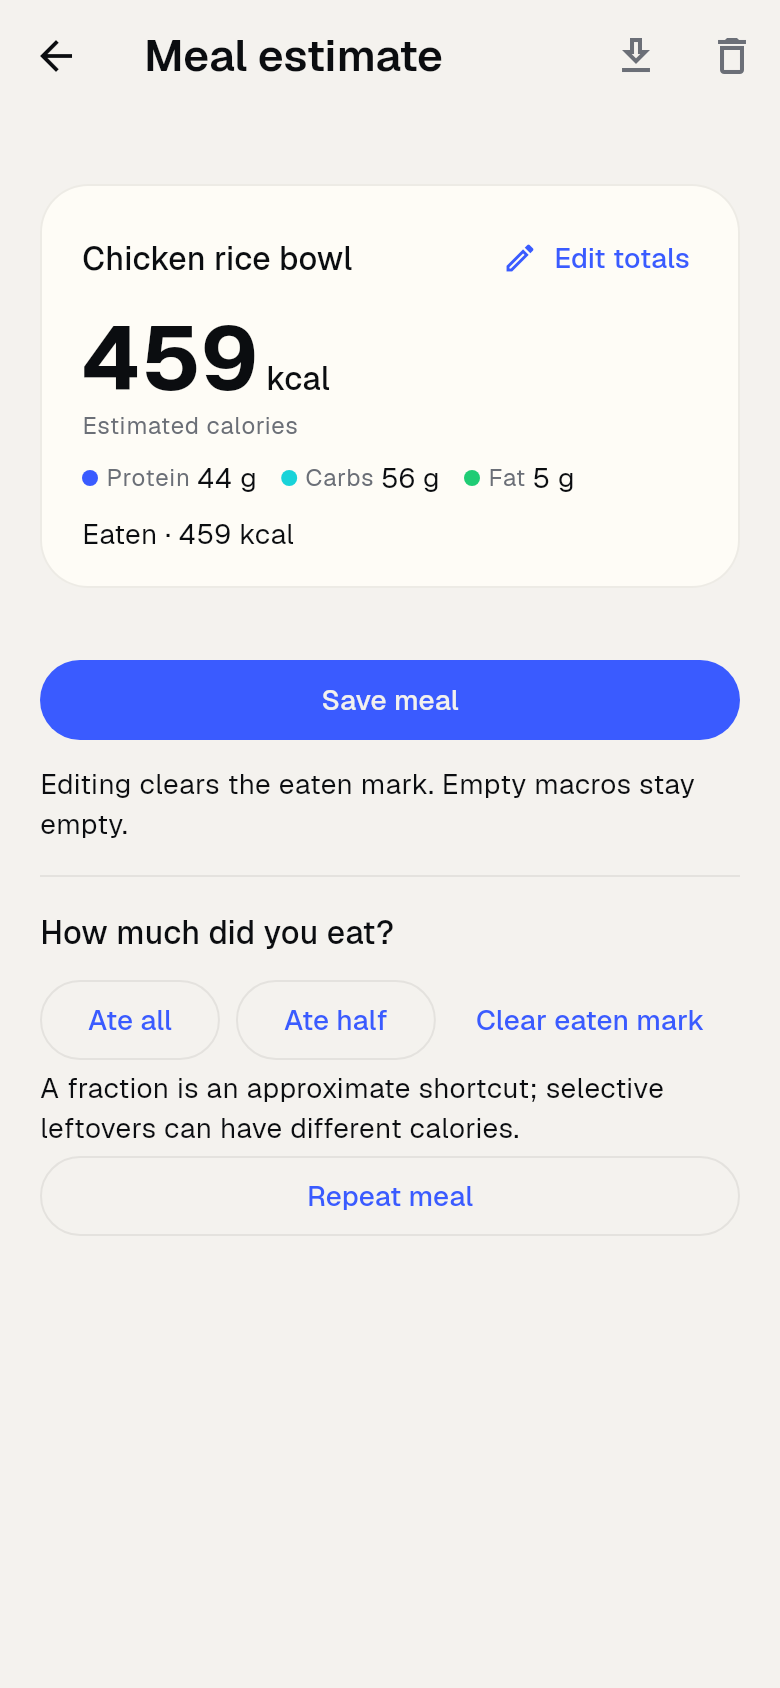 Meal estimate
Chicken rice bowl
Edit totals
459 kcal
Estimated calories
Protein 44 g Carbs 56 g Fat 5 g
Eaten · 459 kcal
Save meal
Editing clears the eaten mark. Empty macros stay
empty.
How much did you eat?
Ate all
Ate half
Clear eaten mark
A fraction is an approximate shortcut; selective
leftovers can have different calories.
Repeat meal